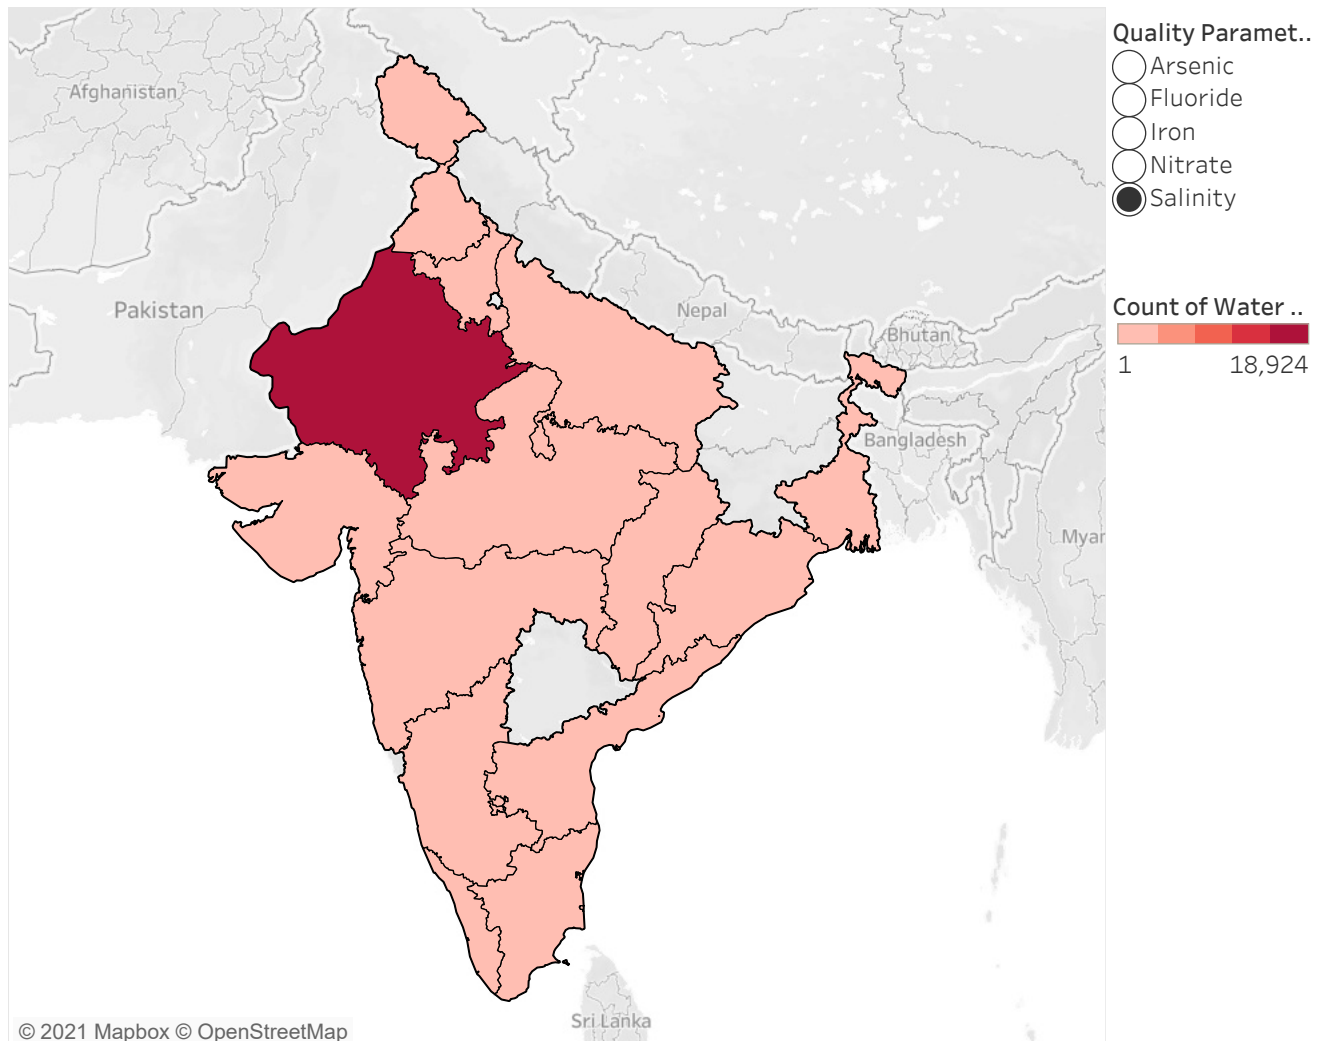 Afghanistan
Pakistan
Nepal
Bhutan
Bangladesh
Myar
Sri Lanka
© 2021 Mapbox © OpenStreetMap
Quality Paramet..
Arsenic
Fluoride
Iron
Nitrate
Salinity
Count of Water ..
1 18,924